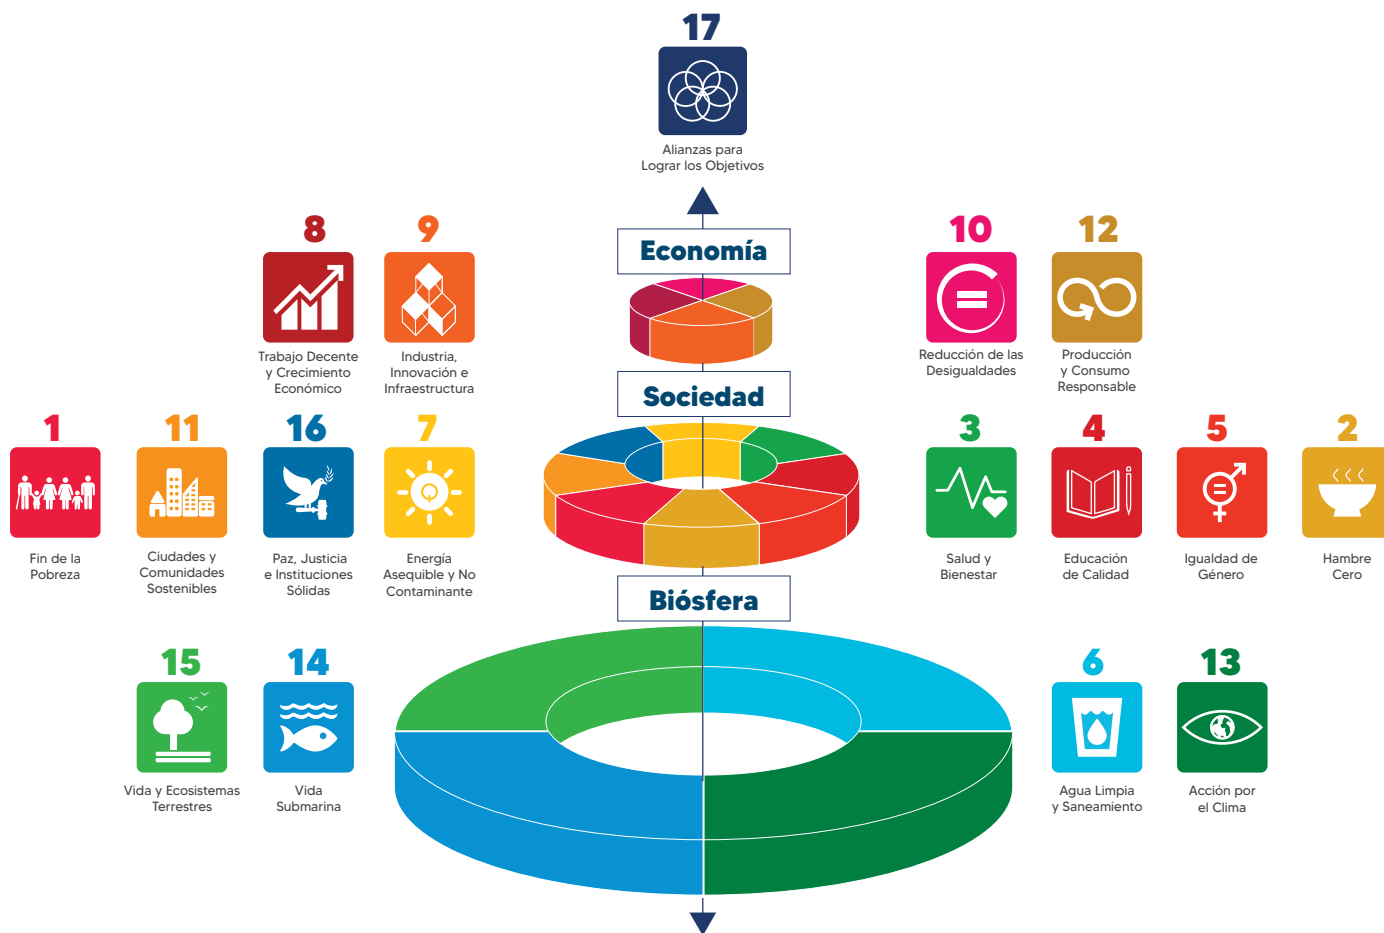 17
Alianzas para
Lograr los Objetivos
Economía
8
Trabajo Decente
y Crecimiento
Económico
9
Industria,
Innovación e
Infraestructura
10
Reducción de las
Desigualdades
12
Producción
y Consumo
Responsable
Sociedad
1
Fin de la
Pobreza
11
Ciudades y
Comunidades
Sostenibles
16
Paz, Justicia
e Instituciones
Sólidas
7
Energía
Asequible y No
Contaminante
3
Salud y
Bienestar
4
Educación
de Calidad
5
Igualdad de
Género
2
Hambre
Cero
Biósfera
15
Vida y Ecosistemas
Terrestres
14
Vida
Submarina
6
Agua Limpia
y Saneamiento
13
Acción por
el Clima